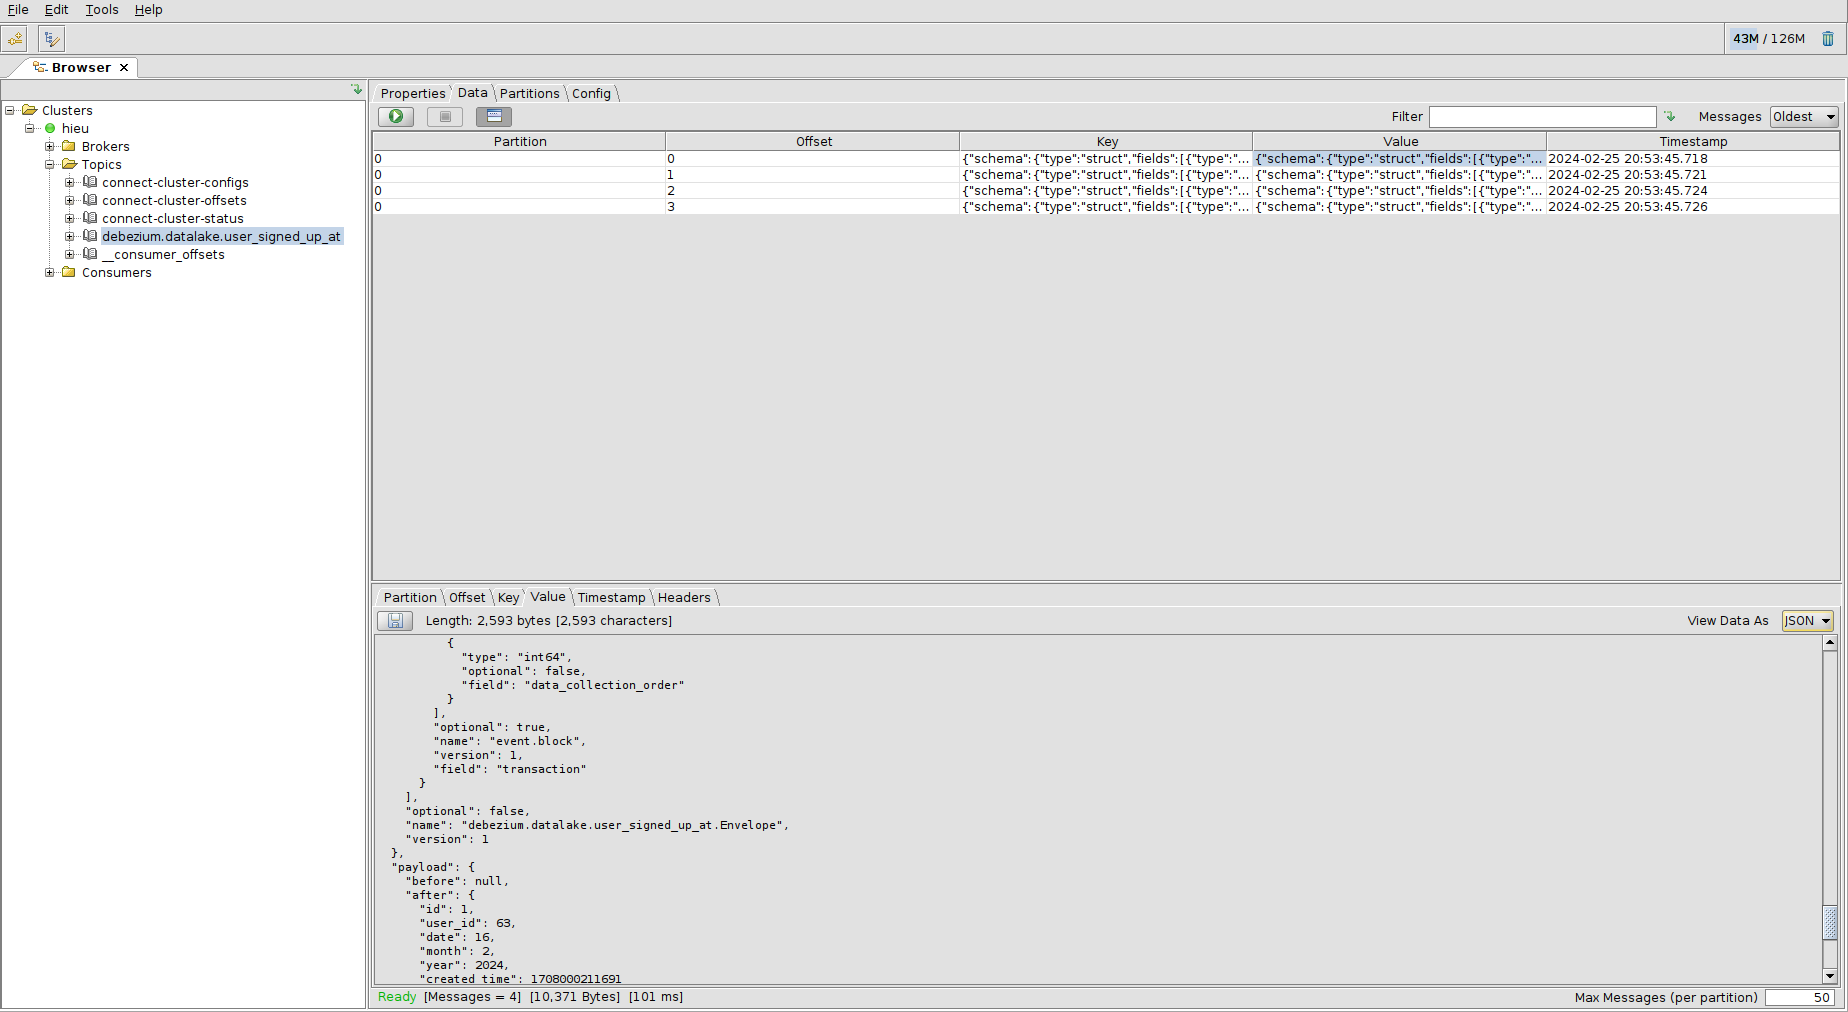 File Edit Tools Help
43M / 126M
Browser
Clusters
hieu
Brokers
Topics
connect-cluster-configs
connect-cluster-offsets
connect-cluster-status
debezium.datalake.user_signed_up_at
__consumer_offsets
Consumers
Properties Data Partitions Config
Filter Messages Oldest
Partition Offset Key Value Timestamp
0 0 {"schema":{"type":"struct","fields":[{"type":"... {"schema":{"type":"struct","fields":[{"type":"... 2024-02-25 20:53:45.718
0 1 {"schema":{"type":"struct","fields":[{"type":"... {"schema":{"type":"struct","fields":[{"type":"... 2024-02-25 20:53:45.721
0 2 {"schema":{"type":"struct","fields":[{"type":"... {"schema":{"type":"struct","fields":[{"type":"... 2024-02-25 20:53:45.724
0 3 {"schema":{"type":"struct","fields":[{"type":"... {"schema":{"type":"struct","fields":[{"type":"... 2024-02-25 20:53:45.726
Partition Offset Key Value Timestamp Headers
Length: 2,593 bytes [2,593 characters] View Data As JSON
{
"type": "int64",
"optional": false,
"field": "data_collection_order"
}
],
"optional": true,
"name": "event.block",
"version": 1,
"field": "transaction"
}
],
"optional": false,
"name": "debezium.datalake.user_signed_up_at.Envelope",
"version": 1
},
"payload": {
"before": null,
"after": {
"id": 1,
"user_id": 63,
"date": 16,
"month": 2,
"year": 2024,
"created_time": 1708000211691
Ready [Messages = 4] [10,371 Bytes] [101 ms] Max Messages (per partition) 50